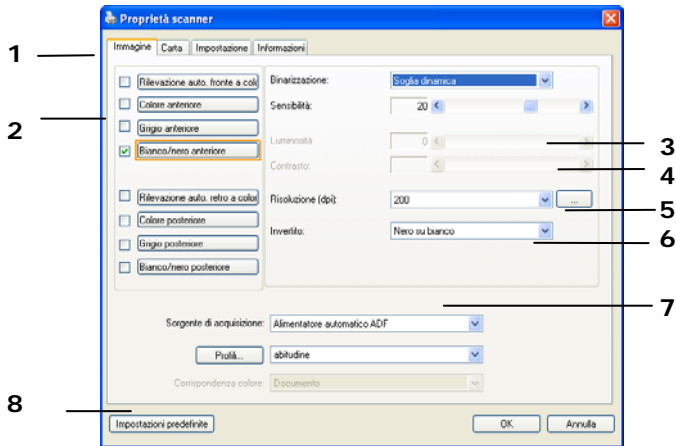 Proprietà scanner
Immagine Carta Impostazione Informazioni
1
Rilevazione auto. fronte a colo
Binarizzazione: Soglia dinamica
Colore anteriore
Sensibilità: 20
2
Grigio anteriore
Luminosità 0
3
Bianco/nero anteriore
Contrasto:
4
Rilevazione auto. retro a color
Risoluzione (dpi): 200 ...
5
Colore posteriore
Invertito: Nero su bianco
6
Grigio posteriore
Bianco/nero posteriore
7
Sorgente di acquisizione: Alimentatore automatico ADF
Profili... abitudine
Corrispondenza colore: Documento
8
Impostazioni predefinite OK Annulla